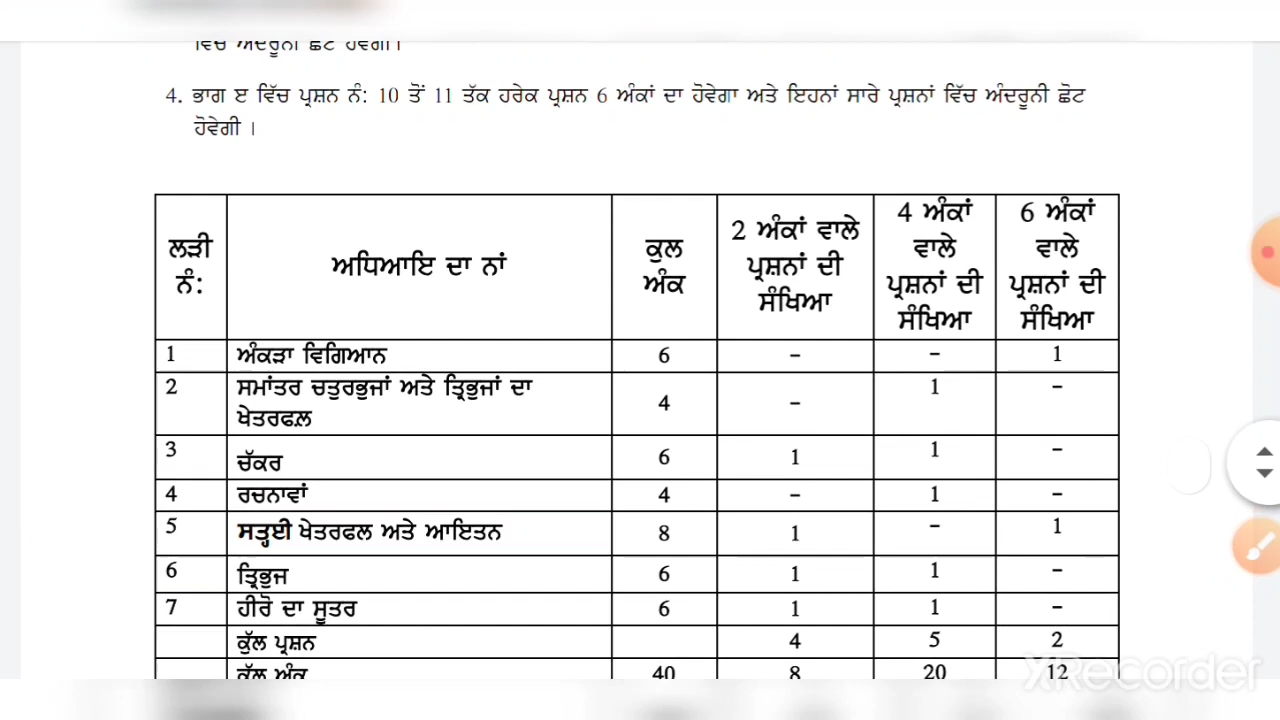 ਵਿੱਚ ਅੰਦਰੂਨੀ ਛੋਟ ਹੋਵੇਗੀ।
4. ਭਾਗ ੲ ਵਿੱਚ ਪ੍ਰਸ਼ਨ ਨੰ: 10 ਤੋਂ 11 ਤੱਕ ਹਰੇਕ ਪ੍ਰਸ਼ਨ 6 ਅੰਕਾਂ ਦਾ ਹੋਵੇਗਾ ਅਤੇ ਇਹਨਾਂ ਸਾਰੇ ਪ੍ਰਸ਼ਨਾਂ ਵਿੱਚ ਅੰਦਰੂਨੀ ਛੋਟ
ਹੋਵੇਗੀ ।
ਲੜੀ ਨੰ: ਅਧਿਆਇ ਦਾ ਨਾਂ ਕੁਲ ਅੰਕ 2 ਅੰਕਾਂ ਵਾਲੇ ਪ੍ਰਸ਼ਨਾਂ ਦੀ ਸੰਖਿਆ 4 ਅੰਕਾਂ ਵਾਲੇ ਪ੍ਰਸ਼ਨਾਂ ਦੀ ਸੰਖਿਆ 6 ਅੰਕਾਂ ਵਾਲੇ ਪ੍ਰਸ਼ਨਾਂ ਦੀ ਸੰਖਿਆ
1 ਅੰਕੜਾ ਵਿਗਿਆਨ 6 – – 1
2 ਸਮਾਂਤਰ ਚਤੁਰਭੁਜਾਂ ਅਤੇ ਤ੍ਰਿਭੁਜਾਂ ਦਾ
ਖੇਤਰਫਲ਼ 4 – 1 –
3 ਚੱਕਰ 6 1 1 –
4 ਰਚਨਾਵਾਂ 4 – 1 –
5 ਸਤ੍ਹਈ ਖੇਤਰਫਲ ਅਤੇ ਆਇਤਨ 8 1 – 1
6 ਤ੍ਰਿਭੁਜ 6 1 1 –
7 ਹੀਰੋ ਦਾ ਸੂਤਰ 6 1 1 –
ਕੁੱਲ ਪ੍ਰਸ਼ਨ 4 5 2
ਕੁੱਲ ਅੰਕ 40 8 20 12
XRecorder